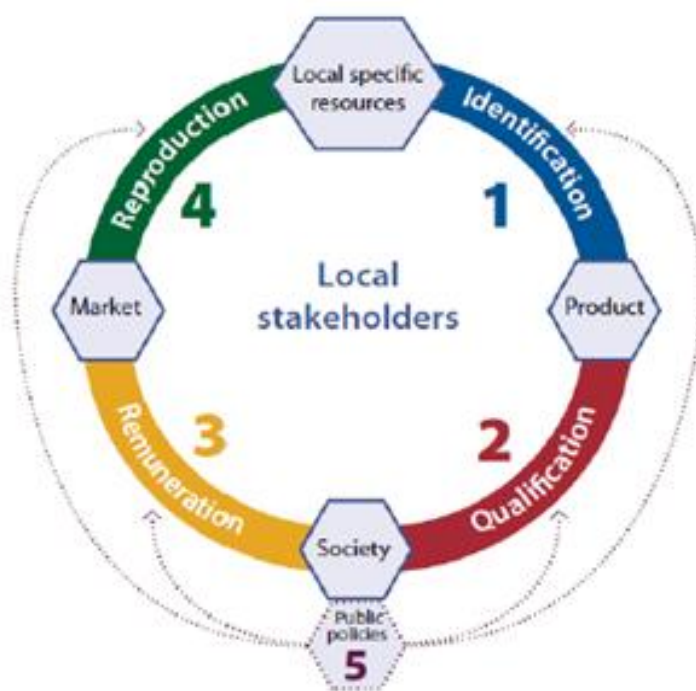 Local specific
resources
Reproduction
Identification
4
1
Local
stakeholders
Market
Product
3
2
Remuneration
Qualification
Society
Public
policies
5